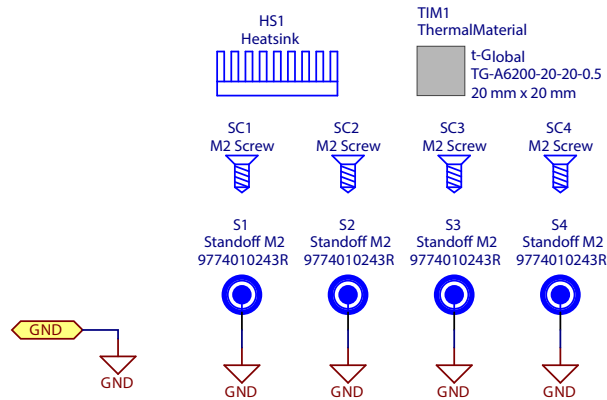 HS1
Heatsink
TIM1
ThermalMaterial
t-Global
TG-A6200-20-20-0.5
20 mm x 20 mm
SC1
M2 Screw
SC2
M2 Screw
SC3
M2 Screw
SC4
M2 Screw
S1
Standoff M2
9774010243R
S2
Standoff M2
9774010243R
S3
Standoff M2
9774010243R
S4
Standoff M2
9774010243R
GND
GND
GND
GND
GND
GND